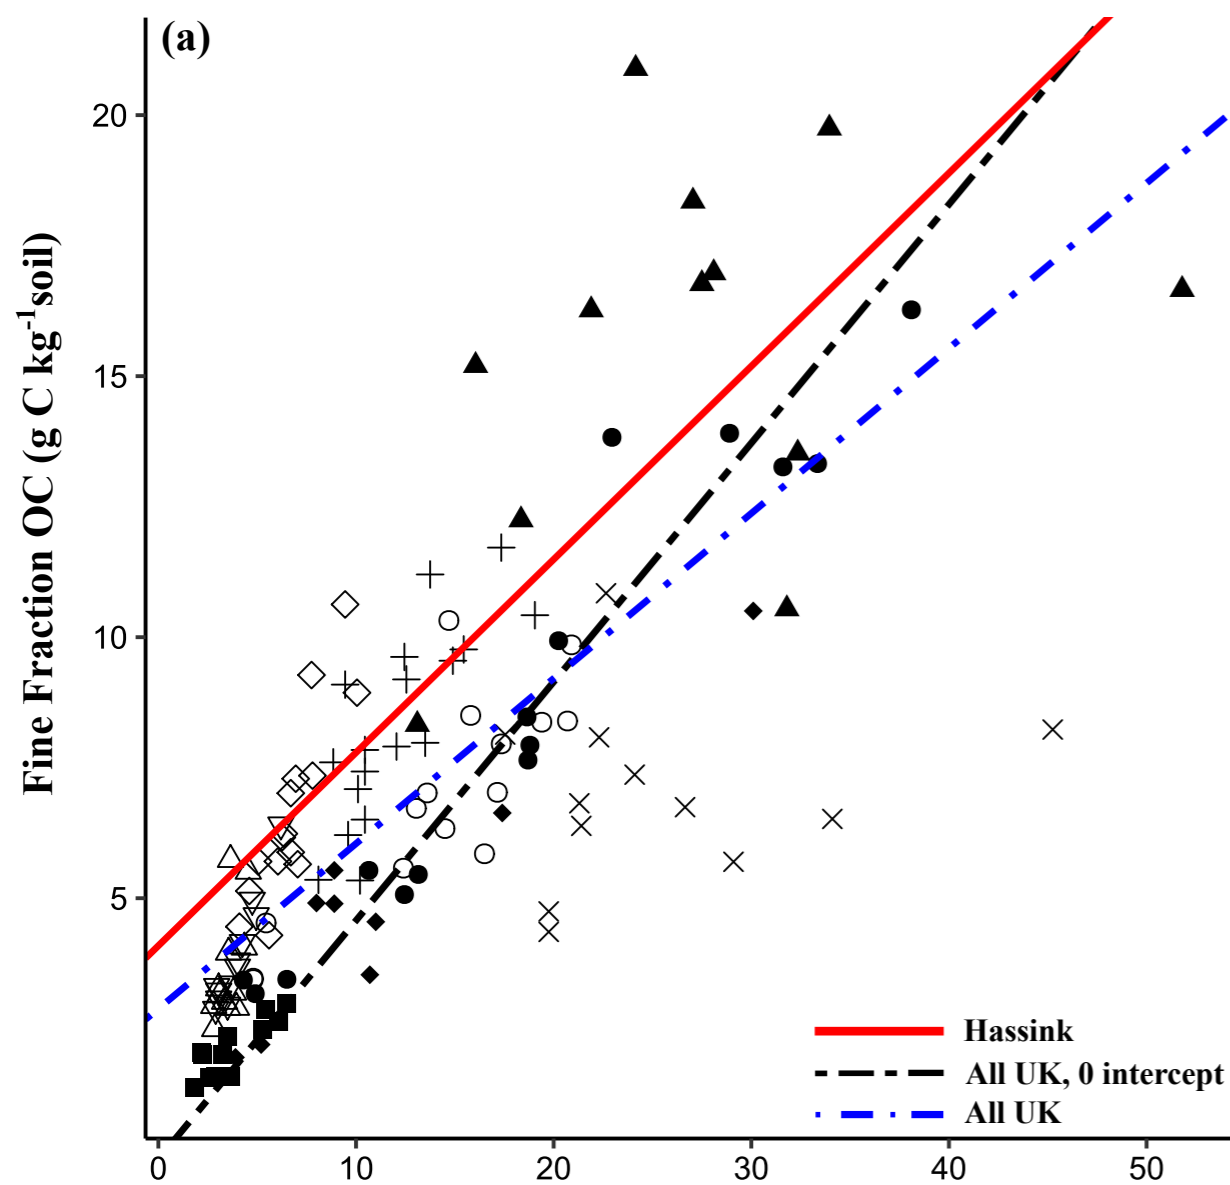 (a)
Fine Fraction OC (g C kg⁻¹soil)
20
15
10
5
0 10 20 30 40 50
Hassink
All UK, 0 intercept
All UK